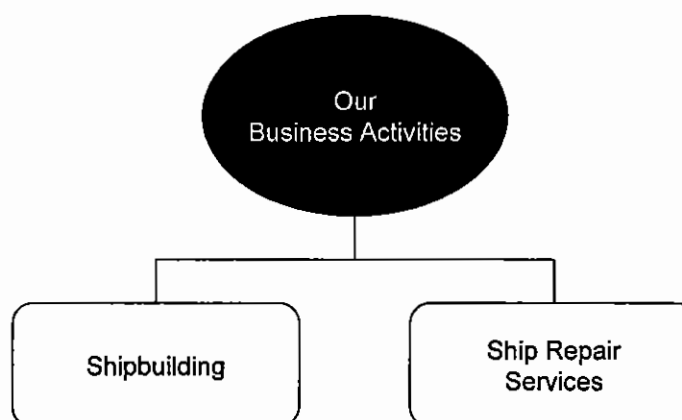 Our
Business Activities
Shipbuilding
Ship Repair
Services